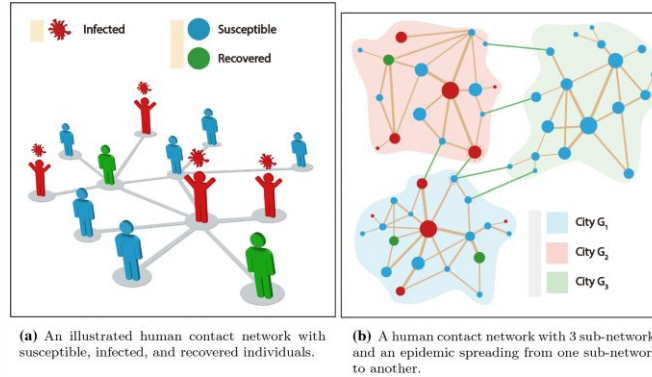 Infected
Susceptible
Recovered
City G₁
City G₂
City G₃
(a) An illustrated human contact network with
susceptible, infected, and recovered individuals.
(b) A human contact network with 3 sub-network
and an epidemic spreading from one sub-networ
to another.